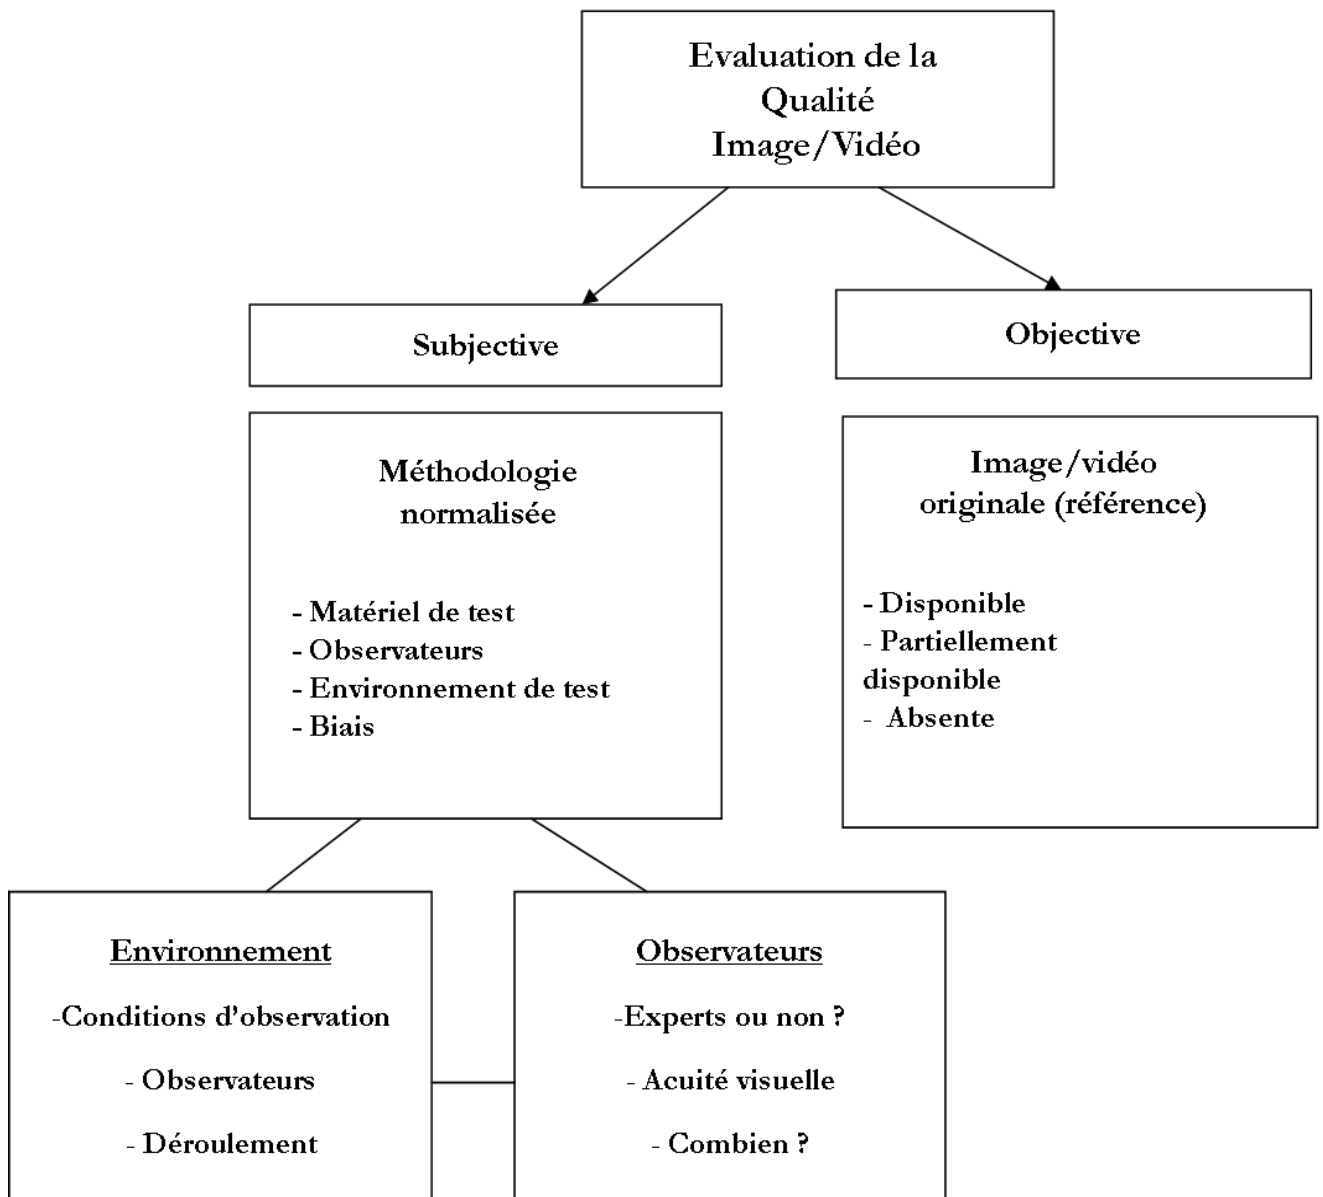 Evaluation de la
Qualité
Image/Vidéo
Subjective
Objective
Méthodologie
normalisée
- Matériel de test
- Observateurs
- Environnement de test
- Biais
Image/vidéo
originale (référence)
- Disponible
- Partiellement
disponible
- Absente
Environnement
-Conditions d'observation
- Observateurs
- Déroulement
Observateurs
-Experts ou non ?
- Acuité visuelle
- Combien ?